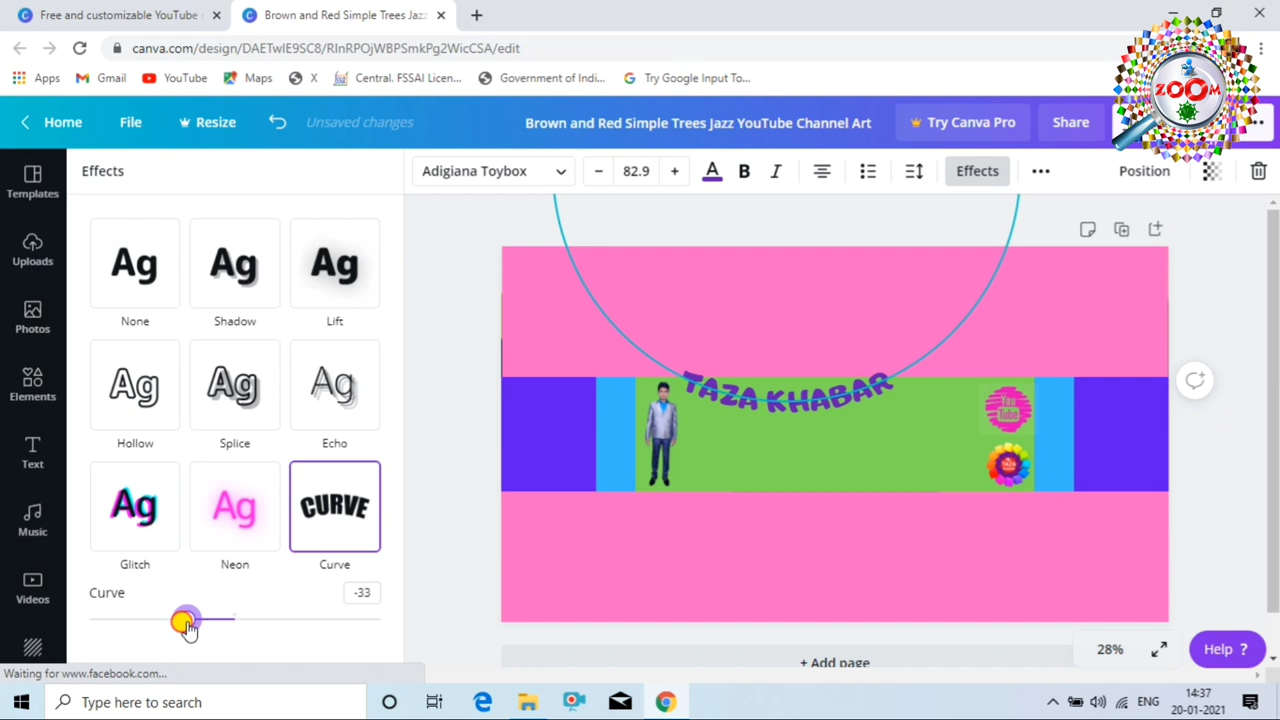 Free and customizable YouTube c
Brown and Red Simple Trees Jazz
canva.com/design/DAETwIE9SC8/RInRPOjWBPSmkPg2WicCSA/edit
Apps
Gmail
YouTube
Maps
X
Central. FSSAI Licen...
Government of Indi...
Try Google Input To...
ZOOM
Home
File
Resize
Unsaved changes
Brown and Red Simple Trees Jazz YouTube Channel Art
Try Canva Pro
Share
Effects
Adigiana Toybox
82.9
A
B
I
Effects
Position
Templates
Uploads
Photos
Elements
Text
Music
Videos
Ag
Ag
Ag
None
Shadow
Lift
Ag
Ag
Ag
Hollow
Splice
Echo
Ag
Ag
CURVE
Glitch
Neon
Curve
Curve
-33
TAZA KHABAR
You
Tube
+ Add page
28%
Help ?
Waiting for www.facebook.com...
Type here to search
ENG
14:37
20-01-2021